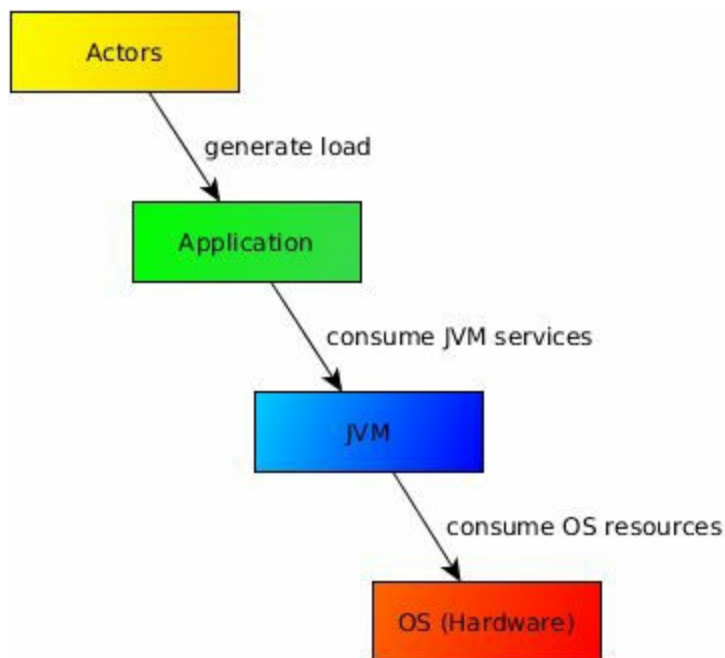 Actors
generate load
Application
consume JVM services
JVM
consume OS resources
OS (Hardware)